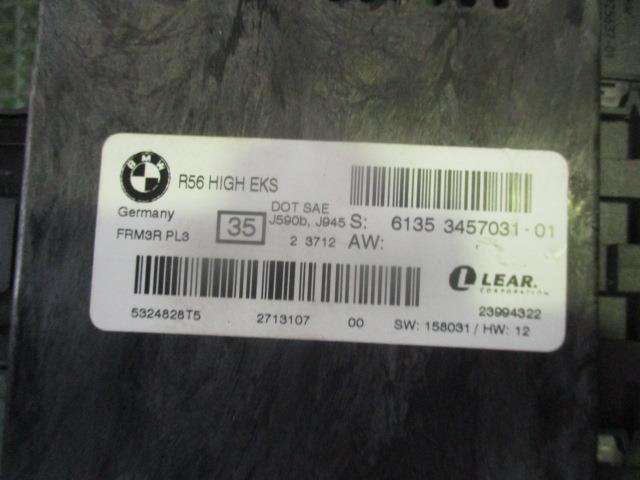 BMW
R56 HIGH EKS
Germany
FRM3R PL3
35
DOT SAE
J590b, J945
2 3712
S: 6135 3457031-01
AW:
LEAR.
CORPORATION
5324828T5
2713107
00
23994322
SW: 158031 / HW: 12